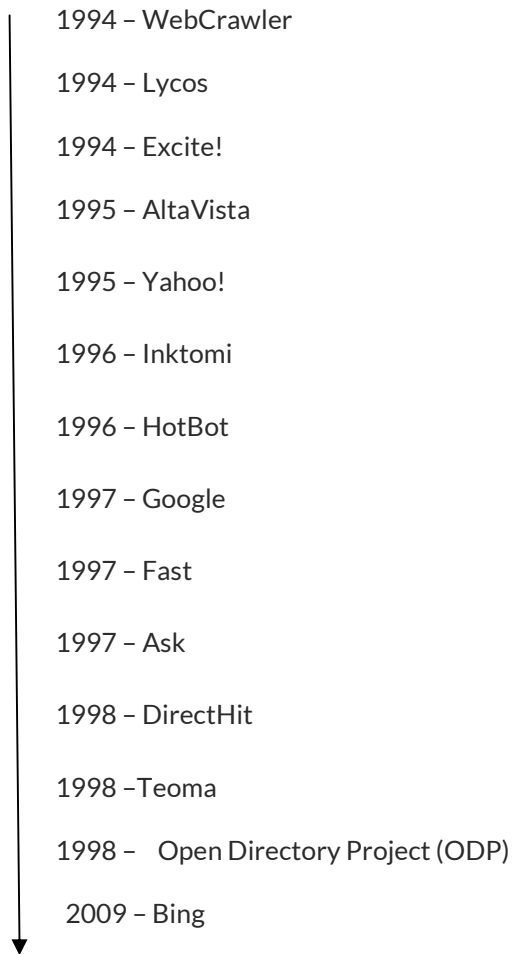 1994 – WebCrawler
1994 – Lycos
1994 – Excite!
1995 – AltaVista
1995 – Yahoo!
1996 – Inktomi
1996 – HotBot
1997 – Google
1997 – Fast
1997 – Ask
1998 – DirectHit
1998 –Teoma
1998 – Open Directory Project (ODP)
2009 – Bing